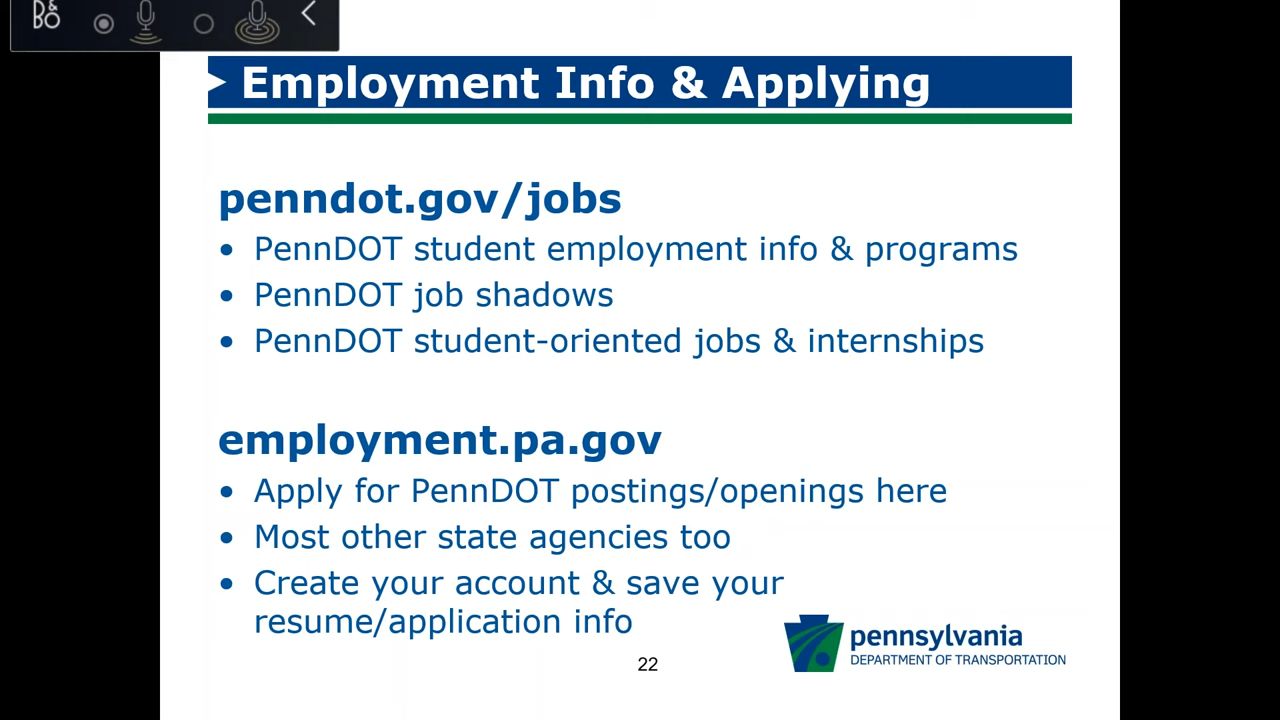 B&O
Employment Info & Applying
penndot.gov/jobs
• PennDOT student employment info & programs
• PennDOT job shadows
• PennDOT student-oriented jobs & internships
employment.pa.gov
• Apply for PennDOT postings/openings here
• Most other state agencies too
• Create your account & save your
resume/application info
pennsylvania
DEPARTMENT OF TRANSPORTATION
22